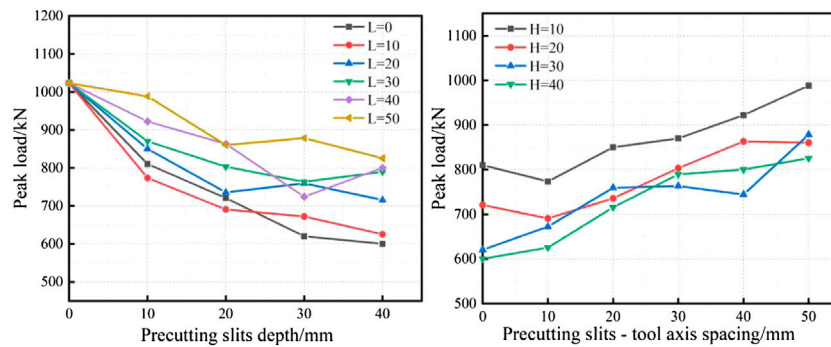 1200
1100
1000
900
800
700
600
500
0
10
20
30
40
Peak load/kN
Precutting slits depth/mm
L=0
L=10
L=20
L=30
L=40
L=50
1100
1000
900
800
700
600
500
0
10
20
30
40
50
Peak load/kN
Precutting slits - tool axis spacing/mm
H=10
H=20
H=30
H=40